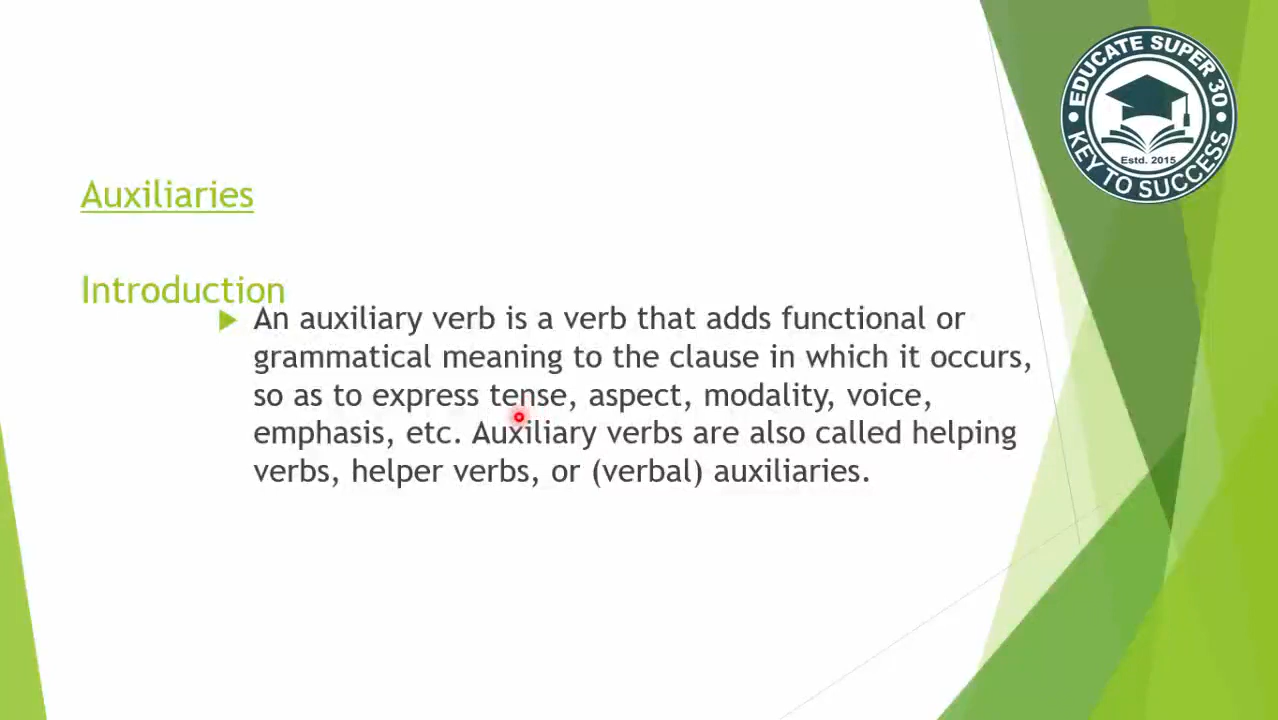 EDUCATE SUPER 30
Estd. 2015
KEY TO SUCCESS
Auxiliaries
Introduction
An auxiliary verb is a verb that adds functional or
grammatical meaning to the clause in which it occurs,
so as to express tense, aspect, modality, voice,
emphasis, etc. Auxiliary verbs are also called helping
verbs, helper verbs, or (verbal) auxiliaries.